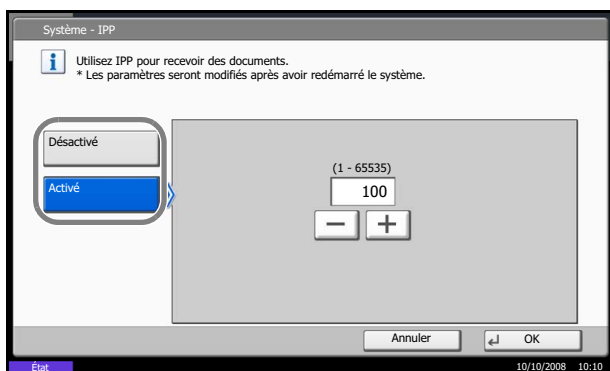 Système - IPP
Utilisez IPP pour recevoir des documents.
* Les paramètres seront modifiés après avoir redémarré le système.
Désactivé
Activé
(1 - 65535)
100
Annuler
OK
État
10/10/2008 10:10